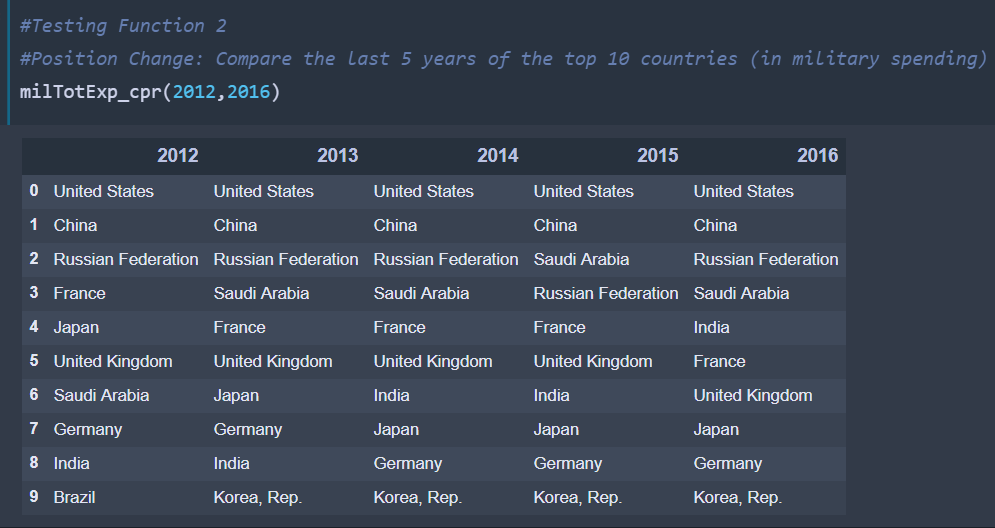 #Testing Function 2
#Position Change: Compare the last 5 years of the top 10 countries (in military spending)
milTotExp_cpr(2012,2016)
2012 2013 2014 2015 2016
0 United States United States United States United States United States
1 China China China China China
2 Russian Federation Russian Federation Russian Federation Saudi Arabia Russian Federation
3 France Saudi Arabia Saudi Arabia Russian Federation Saudi Arabia
4 Japan France France France India
5 United Kingdom United Kingdom United Kingdom United Kingdom France
6 Saudi Arabia Japan India India United Kingdom
7 Germany Germany Japan Japan Japan
8 India India Germany Germany Germany
9 Brazil Korea, Rep. Korea, Rep. Korea, Rep. Korea, Rep.